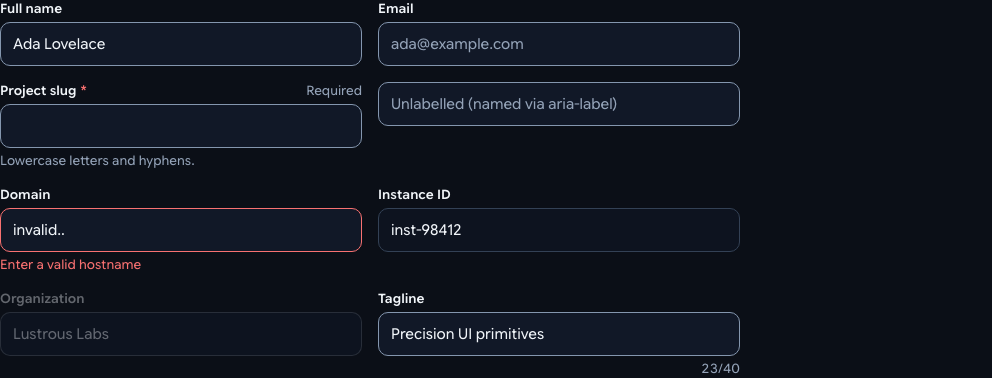 Full name
Email
Ada Lovelace
ada@example.com
Project slug *
Required
Unlabelled (named via aria-label)
Lowercase letters and hyphens.
Domain
Instance ID
invalid..
inst-98412
Enter a valid hostname
Organization
Tagline
Lustrous Labs
Precision UI primitives
23/40